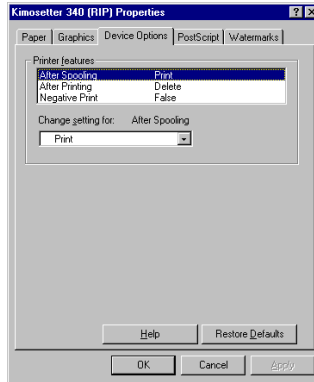 Kimosetter 340 (RIP) Properties
Paper Graphics Device Options PostScript Watermarks
Printer features
After Spooling Print
After Printing Delete
Negative Print False
Change setting for: After Spooling
Print
Help Restore Defaults
OK Cancel Apply